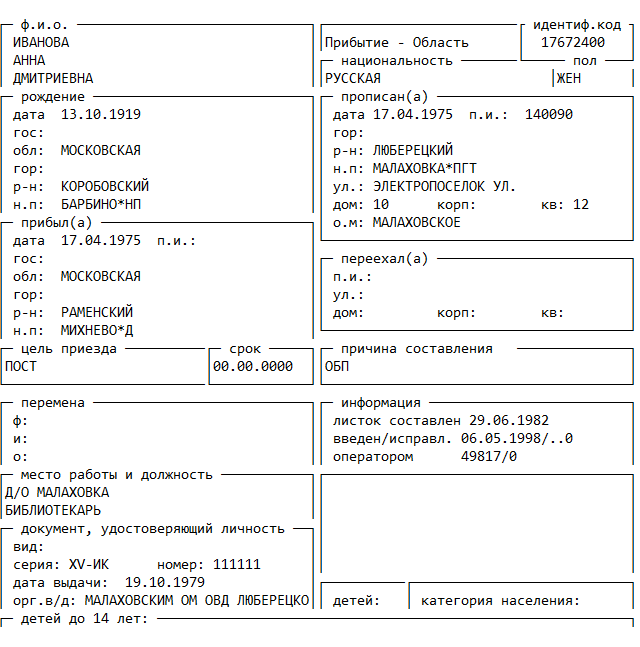 ф.и.о.
ИВАНОВА
АННА
ДМИТРИЕВНА
идентиф.код
Прибытие - Область 17672400
национальность пол
РУССКАЯ ЖЕН
рождение
дата 13.10.1919
гос:
обл: МОСКОВСКАЯ
гор:
р-н: КОРОБОВСКИЙ
н.п: БАРБИНО*НП
прописан(а)
дата 17.04.1975 п.и.: 140090
гор:
р-н: ЛЮБЕРЕЦКИЙ
н.п: МАЛАХОВКА*ПГТ
ул.: ЭЛЕКТРОПОСЕЛОК УЛ.
дом: 10 корп: кв: 12
о.м: МАЛАХОВСКОЕ
прибыл(а)
дата 17.04.1975 п.и.:
гос:
обл: МОСКОВСКАЯ
гор:
р-н: РАМЕНСКИЙ
н.п: МИХНЕВО*Д
переехал(а)
п.и.:
ул.:
дом: корп: кв:
цель приезда срок
ПОСТ 00.00.0000
причина составления
ОБП
перемена
ф:
и:
о:
информация
листок составлен 29.06.1982
введен/исправл. 06.05.1998/..0
оператором 49817/0
место работы и должность
Д/О МАЛАХОВКА
БИБЛИОТЕКАРЬ
документ, удостоверяющий личность
вид:
серия: XV-ИК номер: 111111
дата выдачи: 19.10.1979
орг.в/д: МАЛАХОВСКИМ ОМ ОВД ЛЮБЕРЕЦКО
детей: категория населения:
детей до 14 лет: